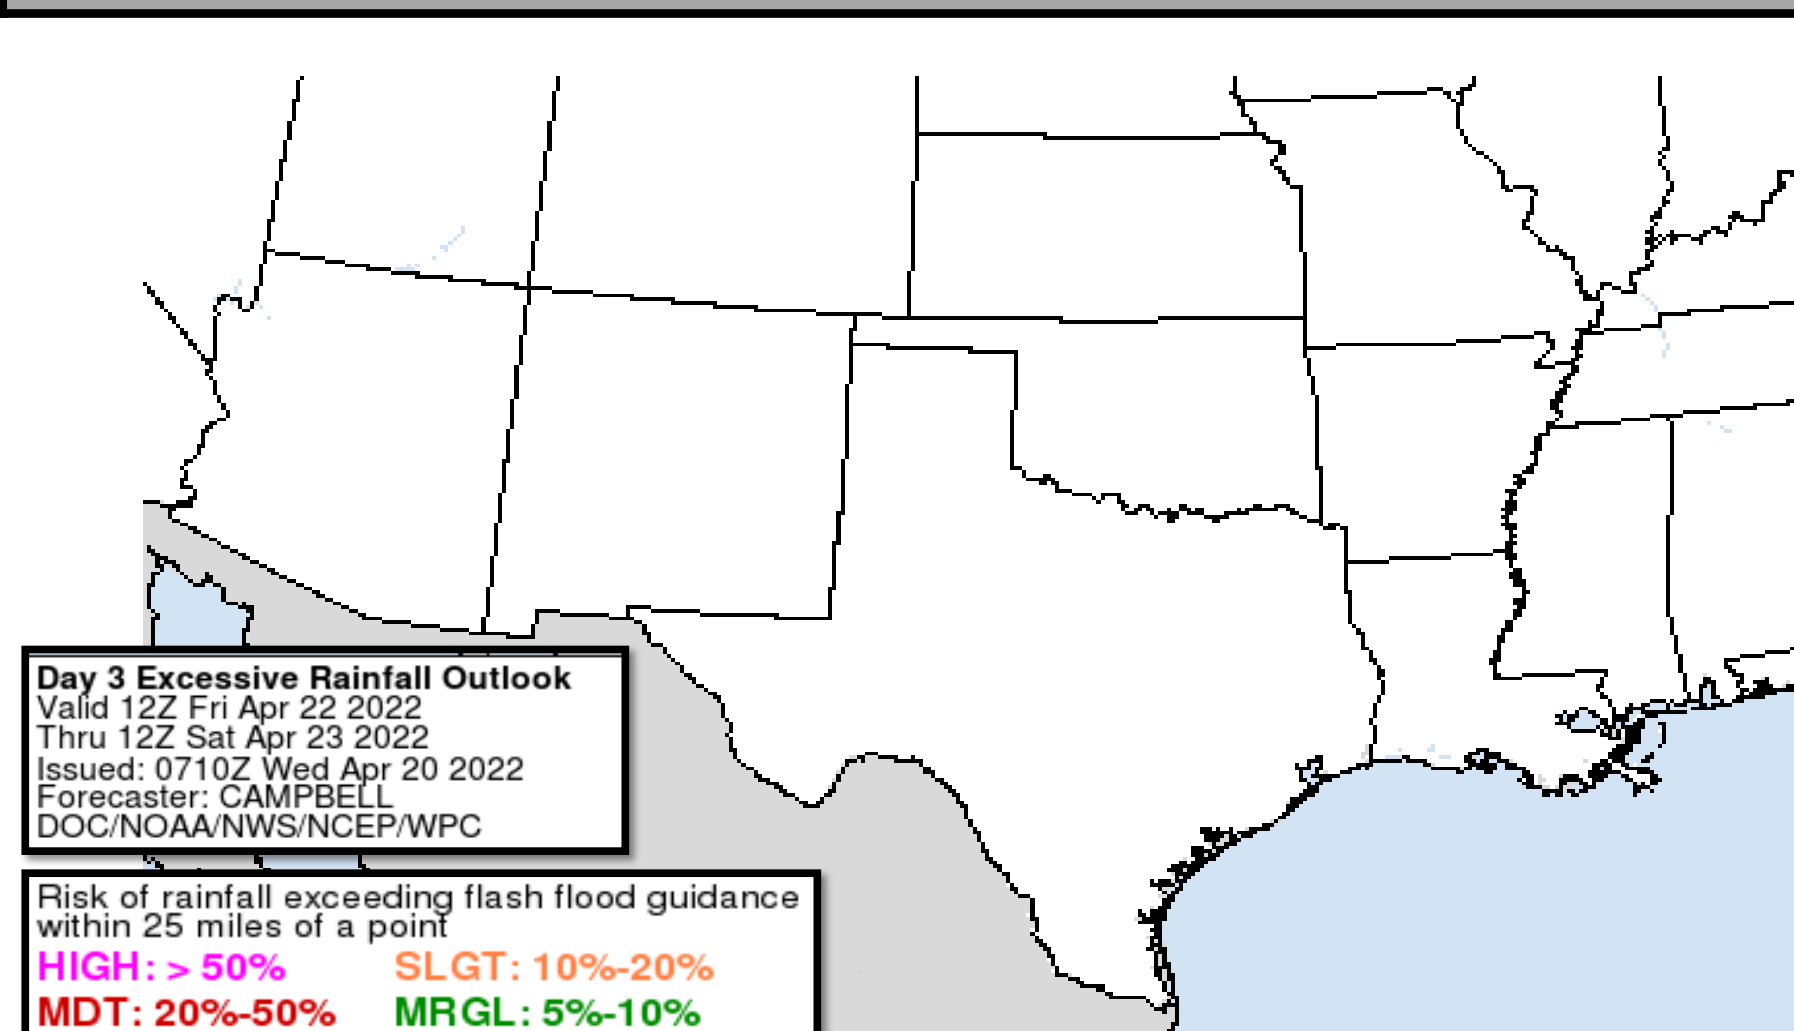 Day 3 Excessive Rainfall Outlook
Valid 12Z Fri Apr 22 2022
Thru 12Z Sat Apr 23 2022
Issued: 0710Z Wed Apr 20 2022
Forecaster: CAMPBELL
DOC/NOAA/NWS/NCEP/WPC
Risk of rainfall exceeding flash flood guidance
within 25 miles of a point
HIGH: > 50% SLGT: 10%-20%
MDT: 20%-50% MRGL: 5%-10%